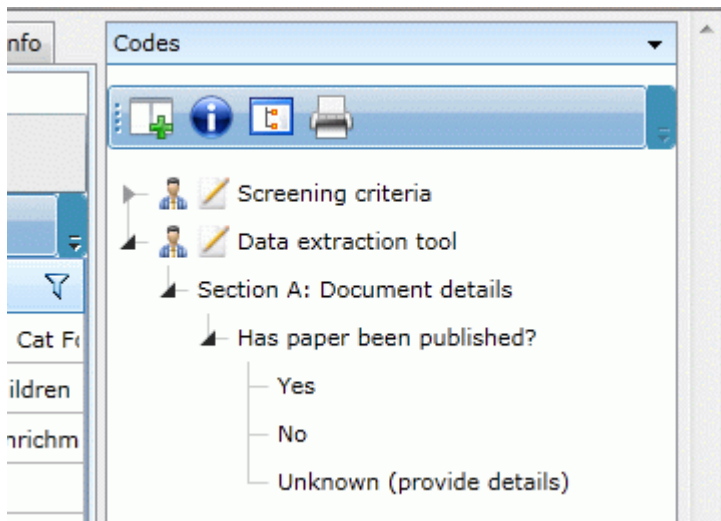 nfo
Codes
Screening criteria
Data extraction tool
Section A: Document details
Has paper been published?
Yes
No
Unknown (provide details)
Cat
ildren
nrichm